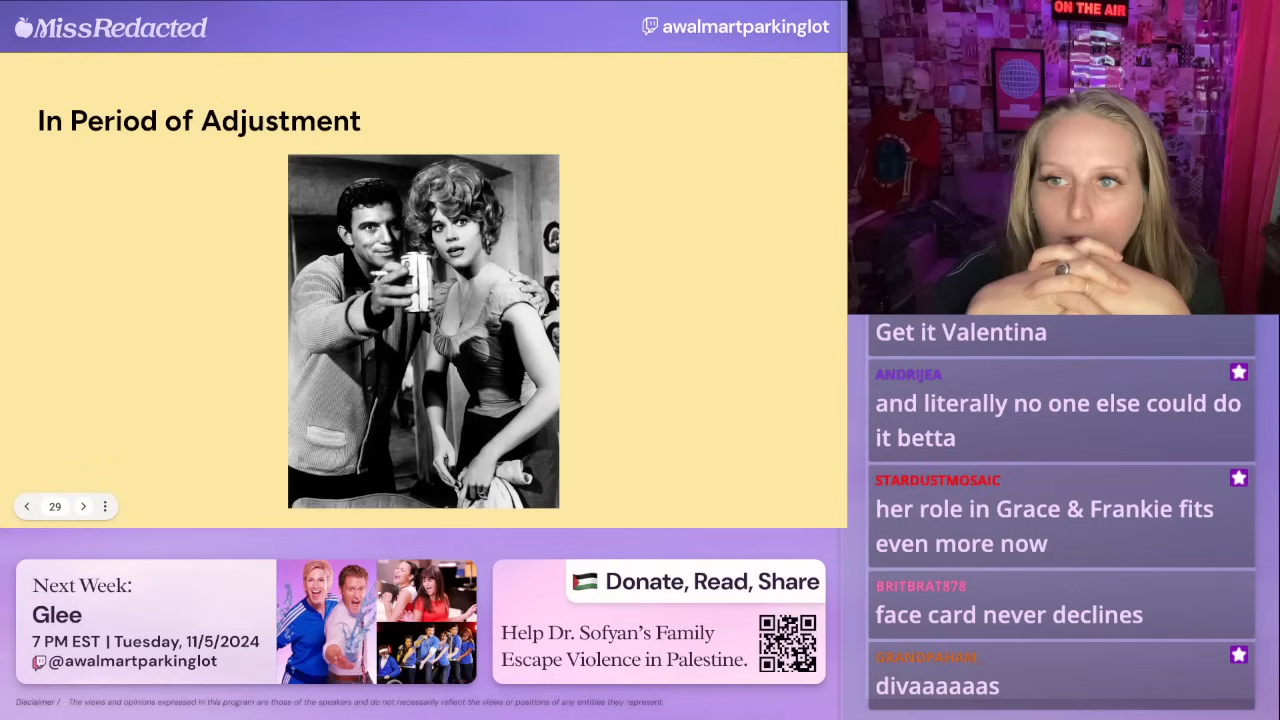 MissRedacted
awalmartparkinglot
ON THE AIR
In Period of Adjustment
29
Get it Valentina
ANDRIJEA
and literally no one else could do
it betta
STARDUSTMOSAIC
her role in Grace & Frankie fits
even more now
BRITBRAT878
face card never declines
GRANDPAHAM
divaaaaaas
Next Week:
Glee
7 PM EST | Tuesday, 11/5/2024
@awalmartparkinglot
Donate, Read, Share
Help Dr. Sofyan's Family
Escape Violence in Palestine.
Disclaimer / The views and opinions expressed in this program are those of the speakers and do not necessarily reflect the views or positions of any entities they represent